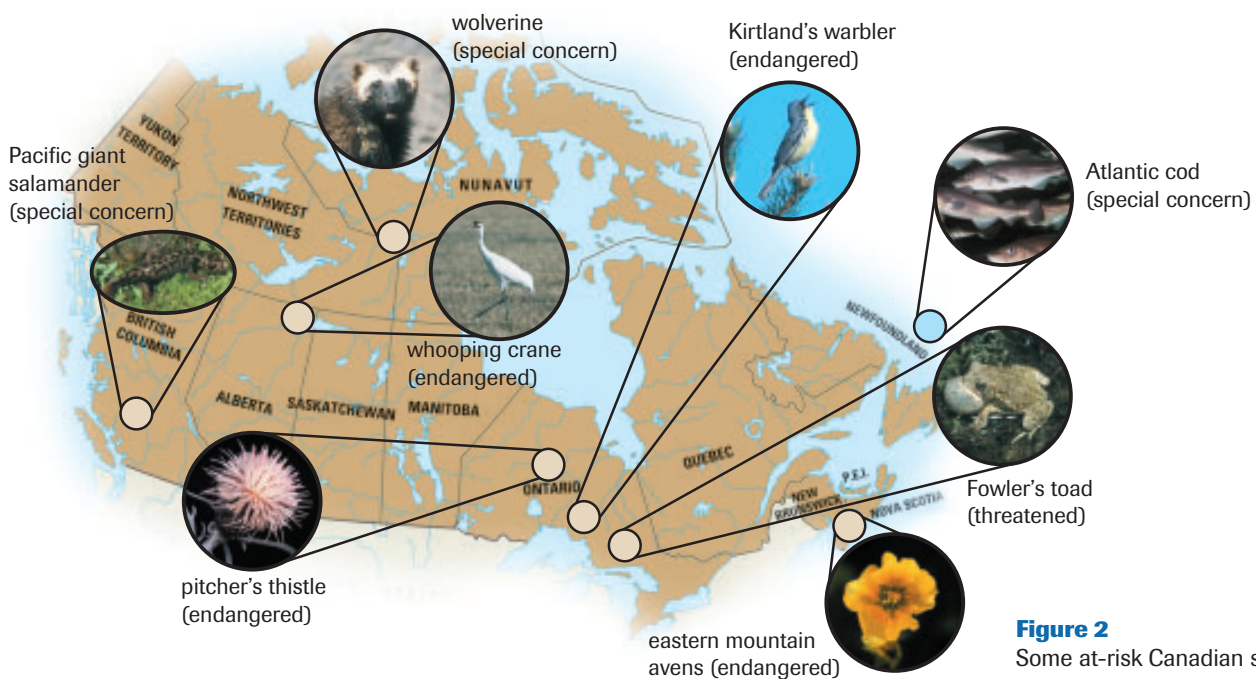 wolverine
(special concern)
Kirtland's warbler
(endangered)
Pacific giant
salamander
(special concern)
Atlantic cod
(special concern)
YUKON
TERRITORY
NORTHWEST
TERRITORIES
NUNAVUT
BRITISH
COLUMBIA
whooping crane
(endangered)
NEWFOUNDLAND
ALBERTA
SASKATCHEWAN
MANITOBA
ONTARIO
QUEBEC
P.E.I.
NEW
BRUNSWICK
NOVA SCOTIA
Fowler's toad
(threatened)
pitcher's thistle
(endangered)
eastern mountain
avens (endangered)
Figure 2
Some at-risk Canadian s